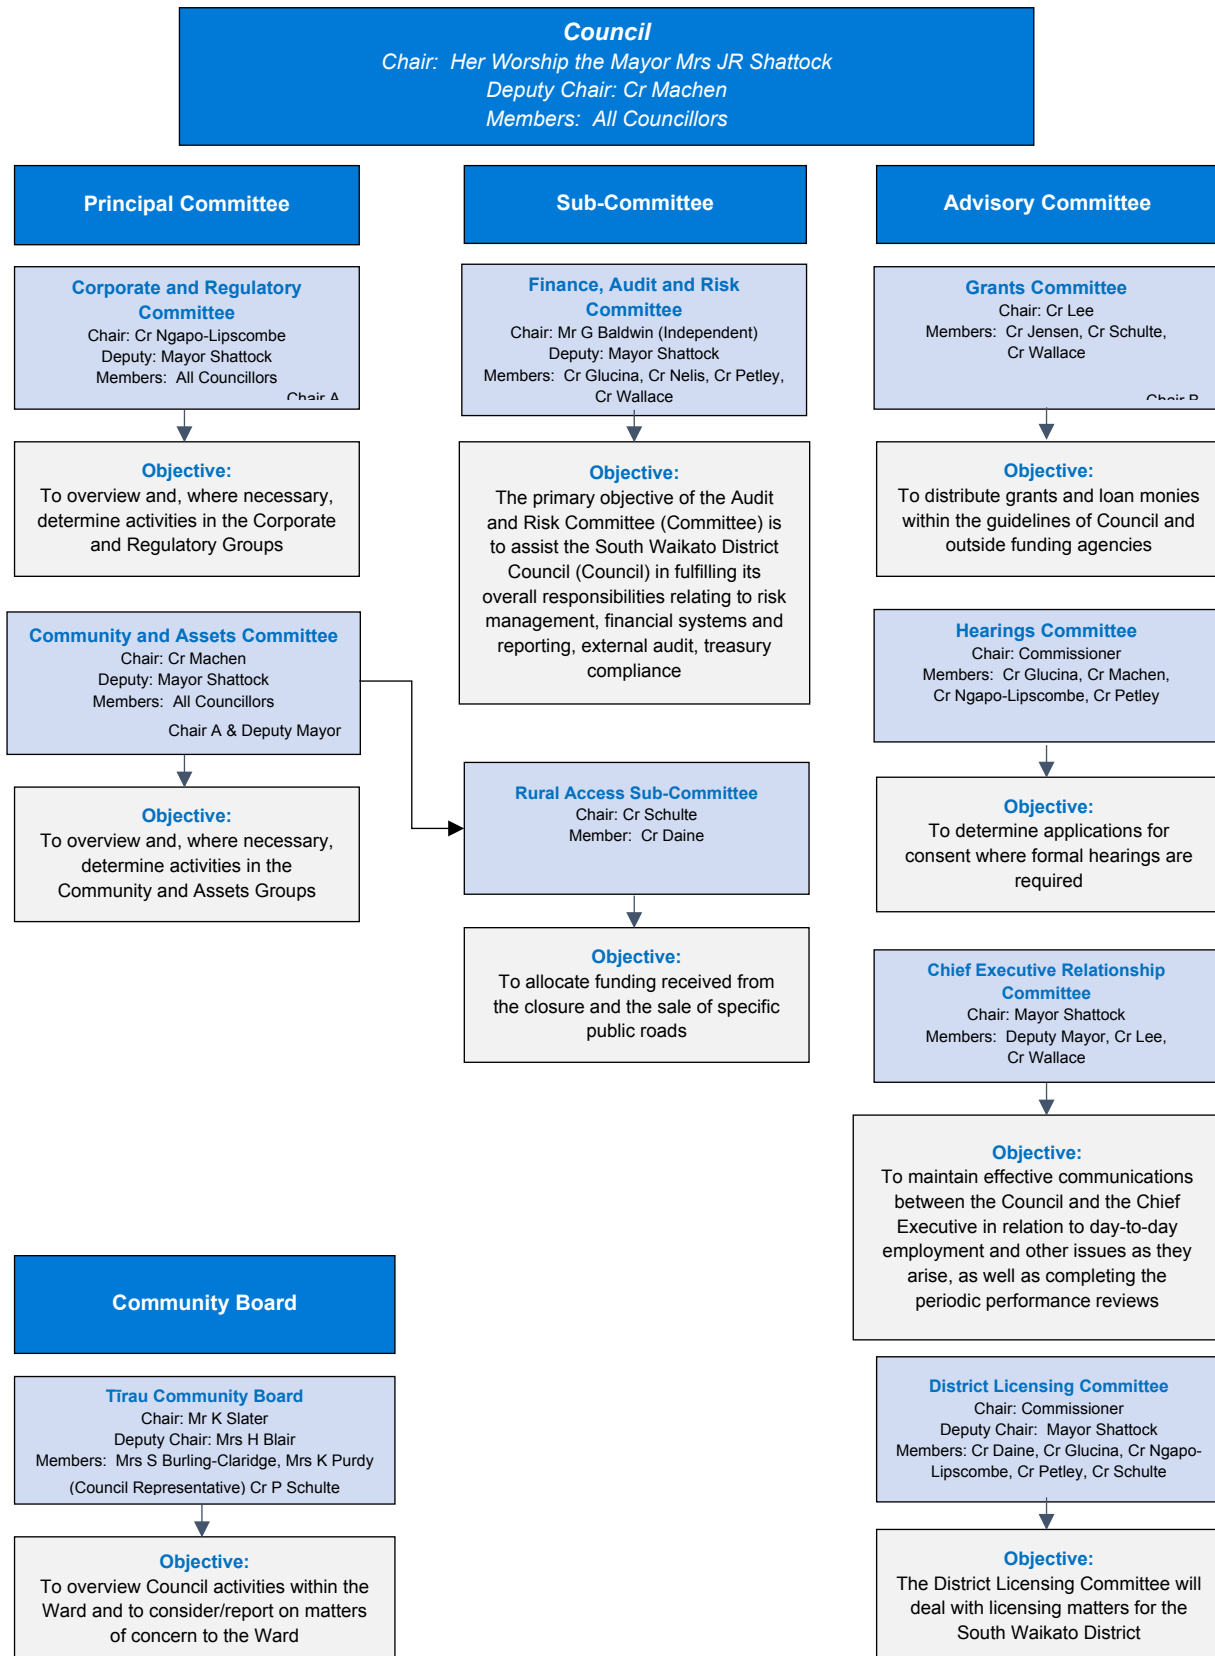 Council
Chair: Her Worship the Mayor Mrs JR Shattock
Deputy Chair: Cr Machen
Members: All Councillors
Principal Committee
Corporate and Regulatory
Committee
Chair: Cr Ngapo-Lipscombe
Deputy: Mayor Shattock
Members: All Councillors
Chair A
Objective:
To overview and, where necessary,
determine activities in the Corporate
and Regulatory Groups
Community and Assets Committee
Chair: Cr Machen
Deputy: Mayor Shattock
Members: All Councillors
Chair A & Deputy Mayor
Objective:
To overview and, where necessary,
determine activities in the
Community and Assets Groups
Sub-Committee
Finance, Audit and Risk
Committee
Chair: Mr G Baldwin (Independent)
Deputy: Mayor Shattock
Members: Cr Glucina, Cr Nelis, Cr Petley,
Cr Wallace
Objective:
The primary objective of the Audit
and Risk Committee (Committee) is
to assist the South Waikato District
Council (Council) in fulfilling its
overall responsibilities relating to risk
management, financial systems and
reporting, external audit, treasury
compliance
Rural Access Sub-Committee
Chair: Cr Schulte
Member: Cr Daine
Objective:
To allocate funding received from
the closure and the sale of specific
public roads
Advisory Committee
Grants Committee
Chair: Cr Lee
Members: Cr Jensen, Cr Schulte,
Cr Wallace
Chair
Objective:
To distribute grants and loan monies
within the guidelines of Council and
outside funding agencies
Hearings Committee
Chair: Commissioner
Members: Cr Glucina, Cr Machen,
Cr Ngapo-Lipscombe, Cr Petley
Objective:
To determine applications for
consent where formal hearings are
required
Chief Executive Relationship
Committee
Chair: Mayor Shattock
Members: Deputy Mayor, Cr Lee,
Cr Wallace
Objective:
To maintain effective communications
between the Council and the Chief
Executive in relation to day-to-day
employment and other issues as they
arise, as well as completing the
periodic performance reviews
District Licensing Committee
Chair: Commissioner
Deputy Chair: Mayor Shattock
Members: Cr Daine, Cr Glucina, Cr Ngapo-
Lipscombe, Cr Petley, Cr Schulte
Objective:
The District Licensing Committee will
deal with licensing matters for the
South Waikato District
Community Board
Tīrau Community Board
Chair: Mr K Slater
Deputy Chair: Mrs H Blair
Members: Mrs S Burling-Claridge, Mrs K Purdy
(Council Representative) Cr P Schulte
Objective:
To overview Council activities within the
Ward and to consider/report on matters
of concern to the Ward